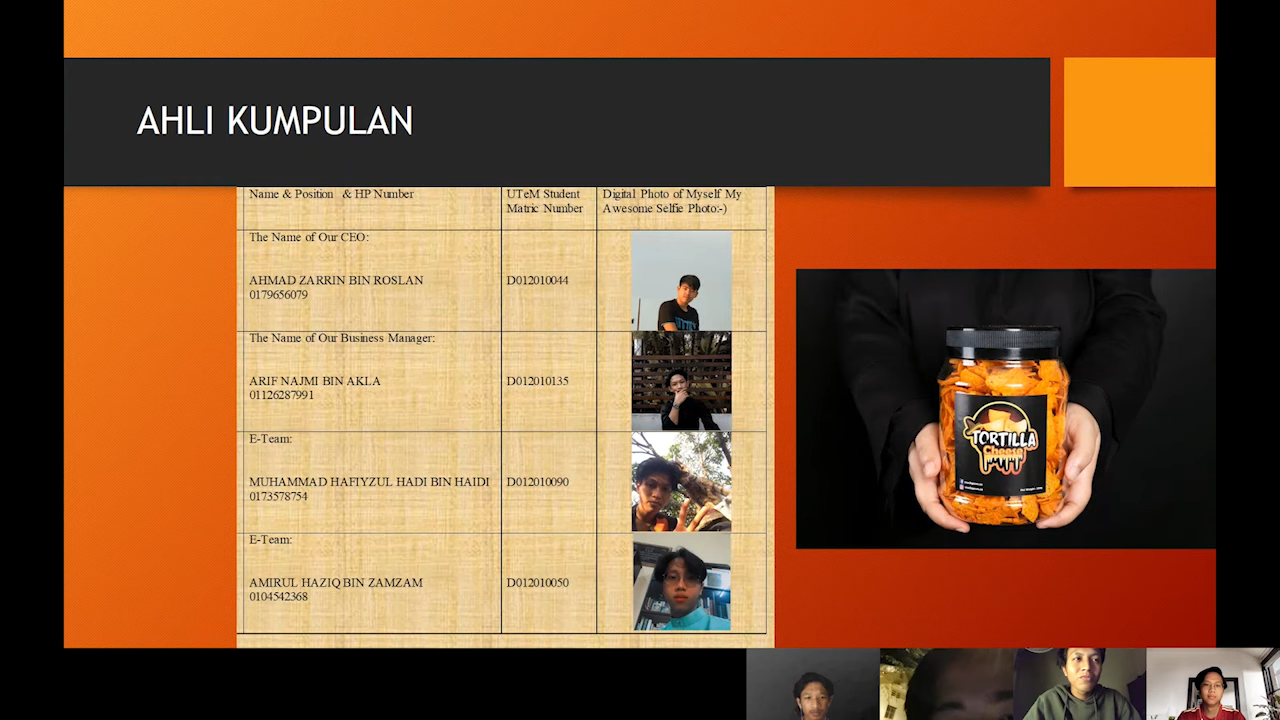 AHLI KUMPULAN
Name & Position & HP Number
UTeM Student
Matric Number
Digital Photo of Myself My
Awesome Selfie Photo:-)
The Name of Our CEO:
AHMAD ZARRIN BIN ROSLAN
0179656079
D012010044
The Name of Our Business Manager:
ARIF NAJMI BIN AKLA
01126287991
D012010135
E-Team:
MUHAMMAD HAFIYZUL HADI BIN HAIDI
0173578754
D012010090
E-Team:
AMIRUL HAZIQ BIN ZAMZAM
0104542368
D012010050
TORTILLA
Cheese